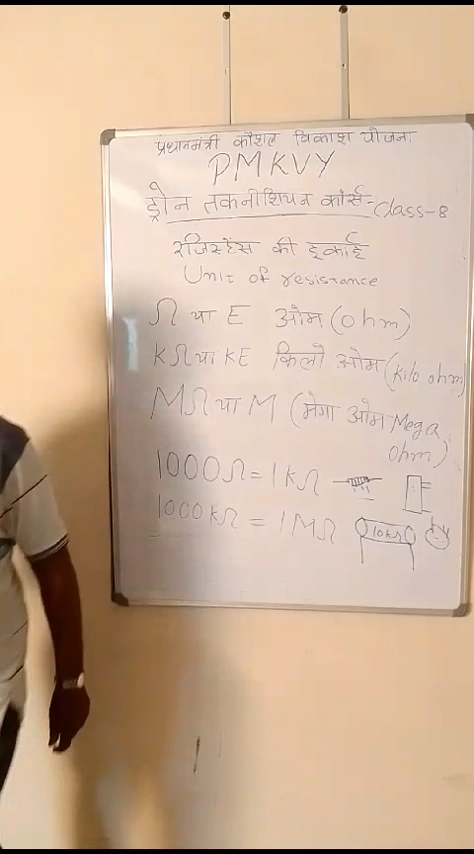 प्रधानमंत्री कौशल विकाश योजना
PMKVY
ड्रोन तकनीशियन कोर्स-Class-8
रजिस्टेंस की इकाई
Unit of resistance
Ω या E ओम (ohm)
KΩ या KE किलो ओम (Kilo ohm)
MΩ या M (मेगा ओम Mega
ohm)
1000Ω = 1KΩ
1000KΩ = 1MΩ
10KΩ